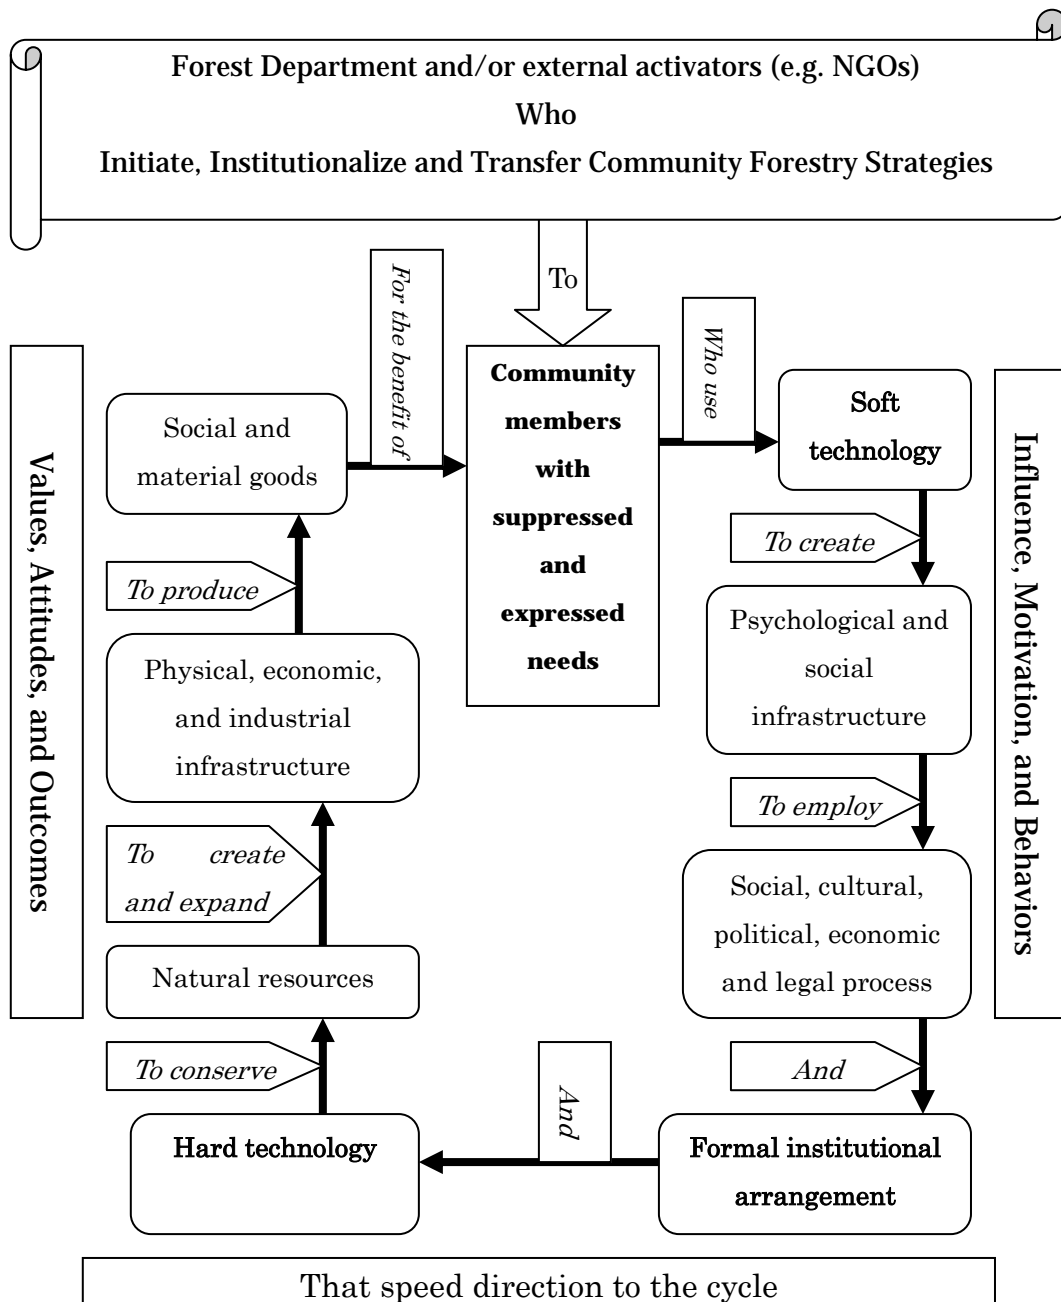 Forest Department and/or external activators (e.g. NGOs)
Who
Initiate, Institutionalize and Transfer Community Forestry Strategies
To
For the benefit of
Who use
Community
members
with
suppressed
and
expressed
needs
Soft
technology
Social and
material goods
Values, Attitudes, and Outcomes
Influence, Motivation, and Behaviors
To create
To produce
Psychological and
social
infrastructure
Physical, economic,
and industrial
infrastructure
To employ
To create
and expand
Social, cultural,
political, economic
and legal process
Natural resources
To conserve
And
And
Hard technology
Formal institutional
arrangement
That speed direction to the cycle